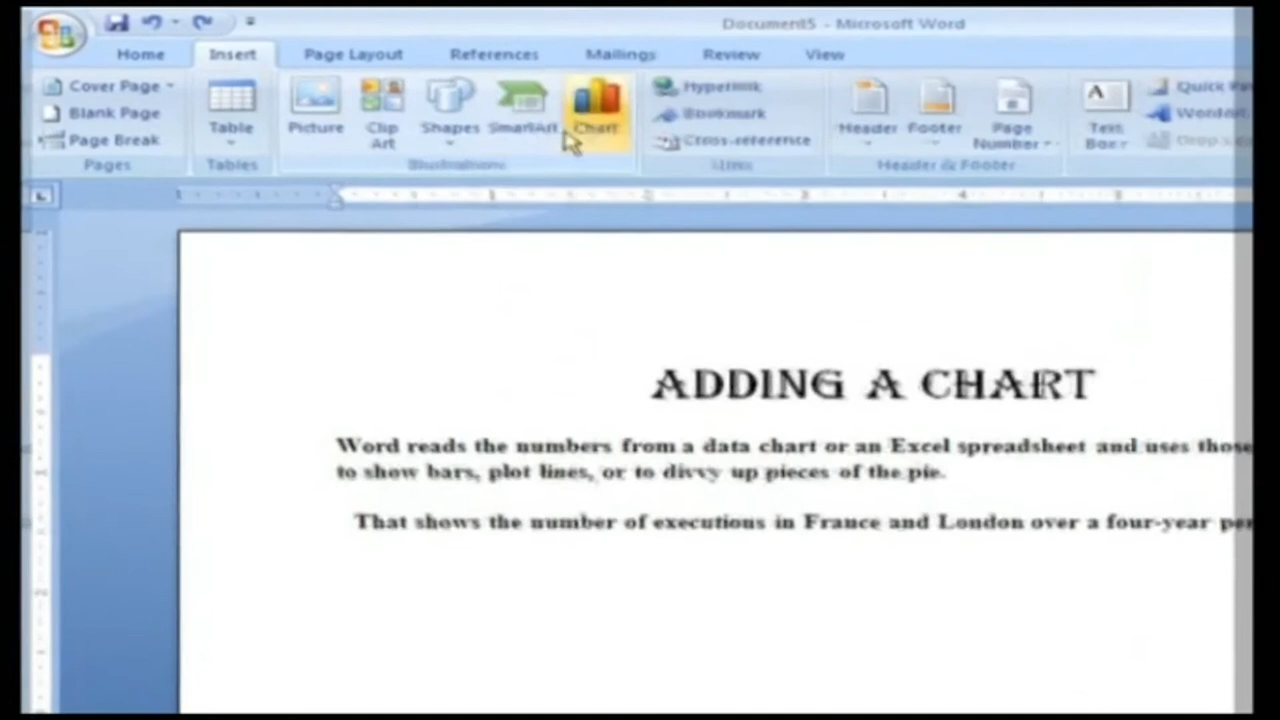 Document5 - Microsoft Word
Home Insert Page Layout References Mailings Review View
Cover Page
Blank Page
Page Break
Pages
Table
Tables
Picture
Clip Art
Shapes
SmartArt
Chart
Illustrations
Hyperlink
Bookmark
Cross-reference
Links
Header
Footer
Page Number
Header & Footer
A
Text Box
Quick
ADDING A CHART
Word reads the numbers from a data chart or an Excel spreadsheet and uses those
to show bars, plot lines, or to divvy up pieces of the pie.
That shows the number of executions in France and London over a four-year